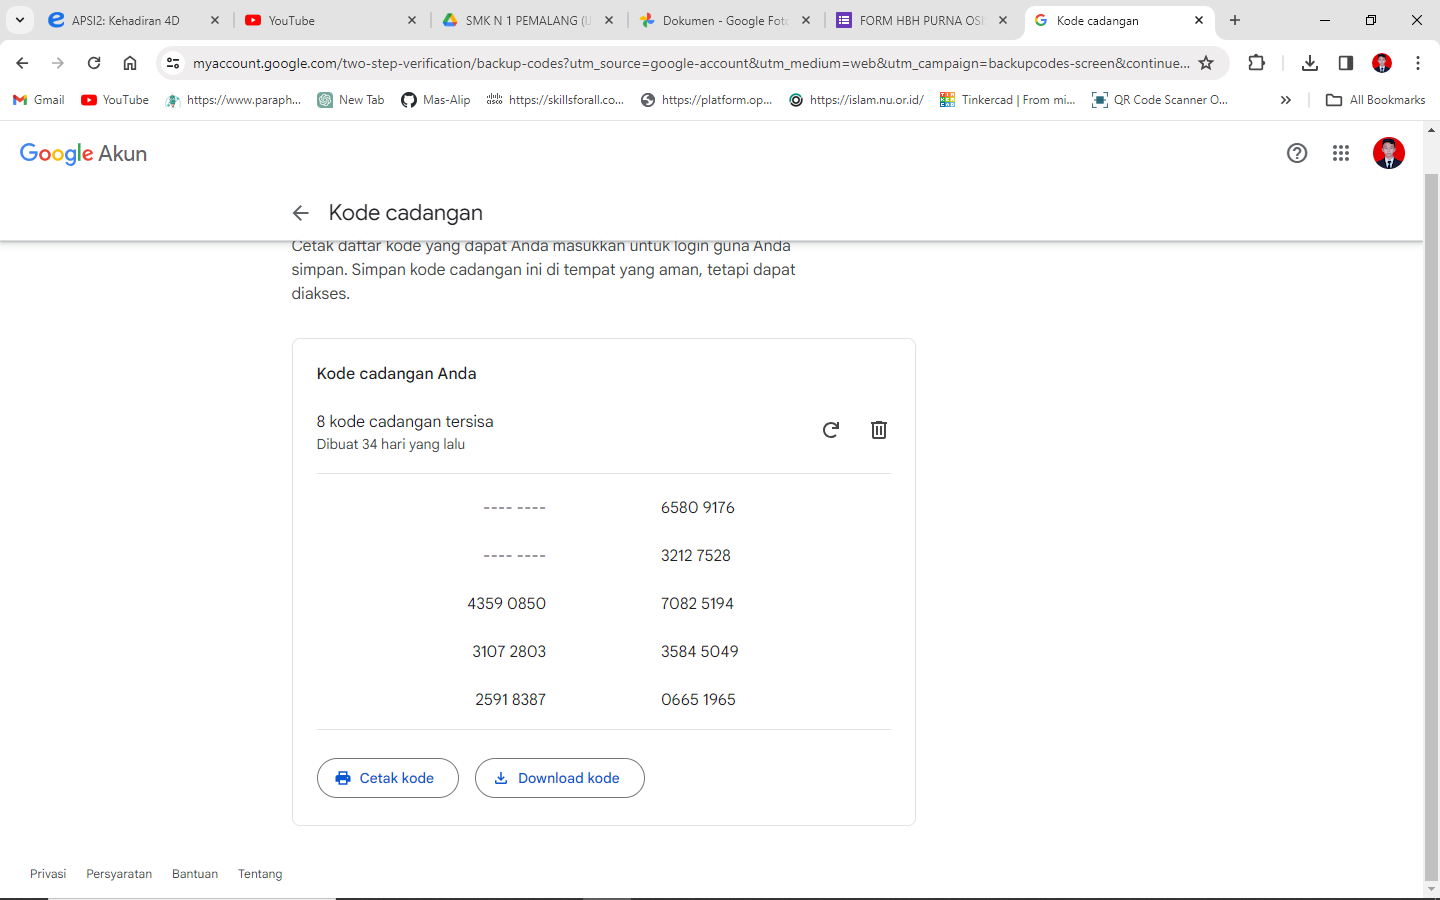 APSI2: Kehadiran 4D
YouTube
SMK N 1 PEMALANG (U
Dokumen - Google Foto
FORM HBH PURNA OSI
Kode cadangan
myaccount.google.com/two-step-verification/backup-codes?utm_source=google-account&utm_medium=web&utm_campaign=backupcodes-screen&continue...
Gmail
YouTube
https://www.paraph...
New Tab
Mas-Alip
https://skillsforall.co...
https://platform.op...
https://islam.nu.or.id/
Tinkercad | From mi...
QR Code Scanner O...
All Bookmarks
Google Akun
Kode cadangan
Cetak daftar kode yang dapat Anda masukkan untuk login guna Anda
simpan. Simpan kode cadangan ini di tempat yang aman, tetapi dapat
diakses.
Kode cadangan Anda
8 kode cadangan tersisa
Dibuat 34 hari yang lalu
---- ---- 6580 9176
---- ---- 3212 7528
4359 0850 7082 5194
3107 2803 3584 5049
2591 8387 0665 1965
Cetak kode
Download kode
Privasi Persyaratan Bantuan Tentang